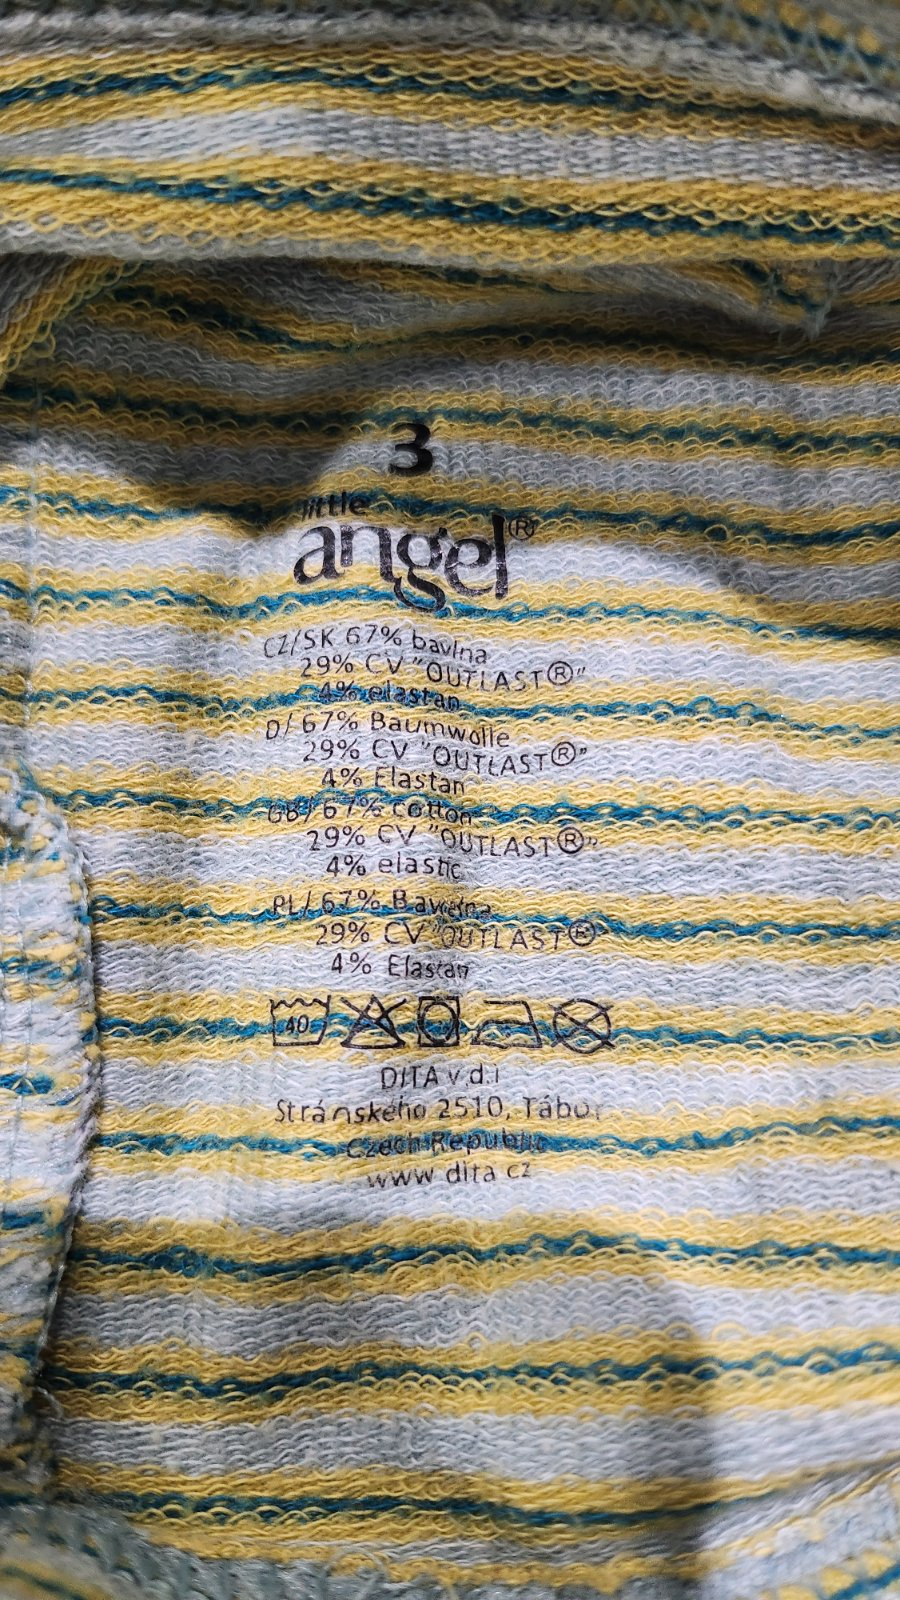 3
little
angel®
CZ/SK 67% bavlna
29% CV "OUTLAST®"
4% elastan
D/ 67% Baumwolle
29% CV "OUTLAST®"
4% Elastan
GB/ 67% cotton
29% CV "OUTLAST®"
4% elastic
PL/ 67% Bawełna
29% CV "OUTLAST®"
4% Elastan
40
DITA v.d.i
Stránského 2510, Tábor
Czech Republic
www dita cz